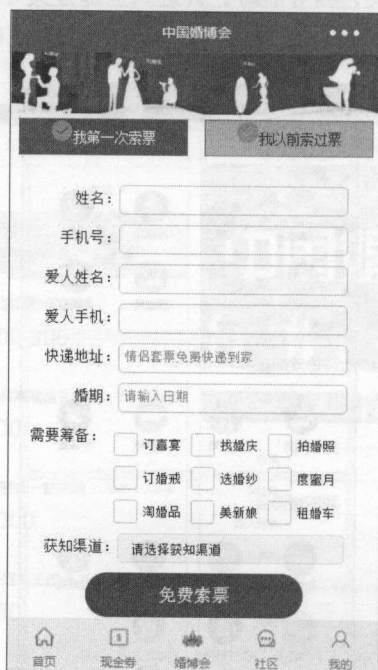 中国婚博会
我第一次索票 我以前索过票
姓名：
手机号：
爱人姓名：
爱人手机：
快递地址： 情侣套票免费快递到家
婚期： 请输入日期
需要筹备： 订喜宴 找婚庆 拍婚照
订婚戒 选婚纱 度蜜月
淘婚品 美新娘 租婚车
获知渠道： 请选择获知渠道
免费索票
首页 现金券 婚博会 社区 我的